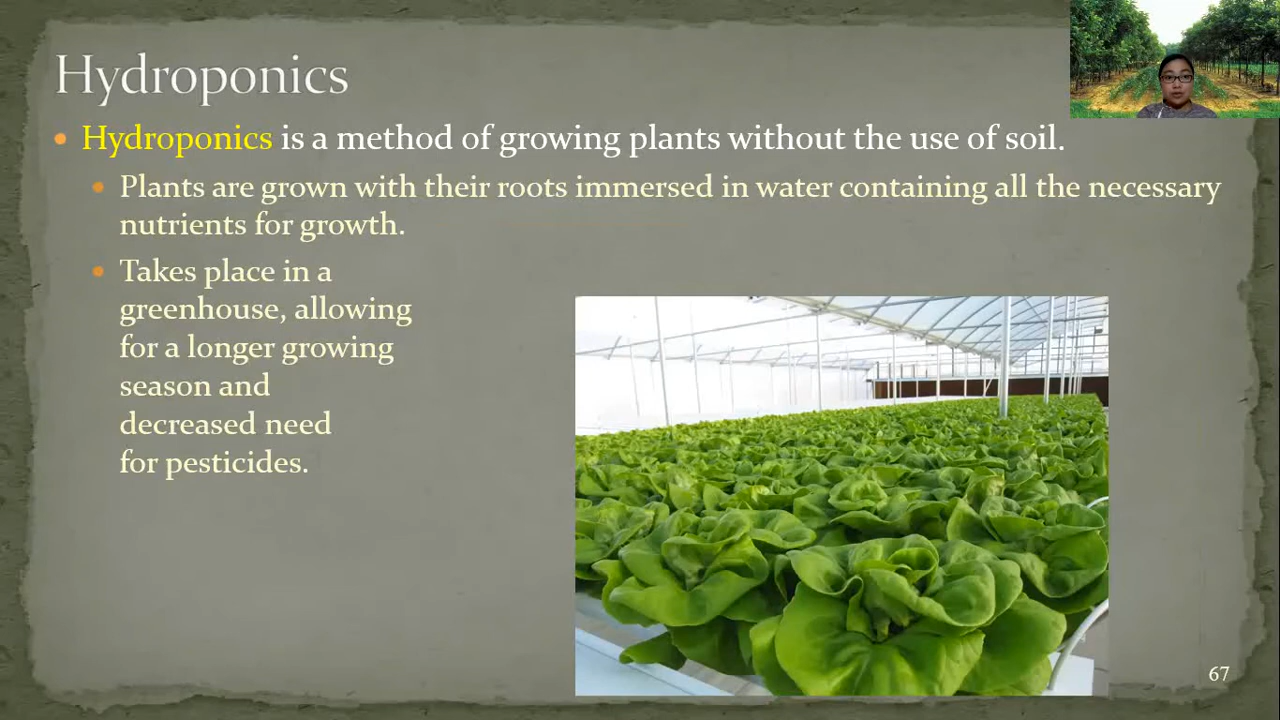 Hydroponics
Hydroponics is a method of growing plants without the use of soil.
Plants are grown with their roots immersed in water containing all the necessary
nutrients for growth.
Takes place in a
greenhouse, allowing
for a longer growing
season and
decreased need
for pesticides.
67